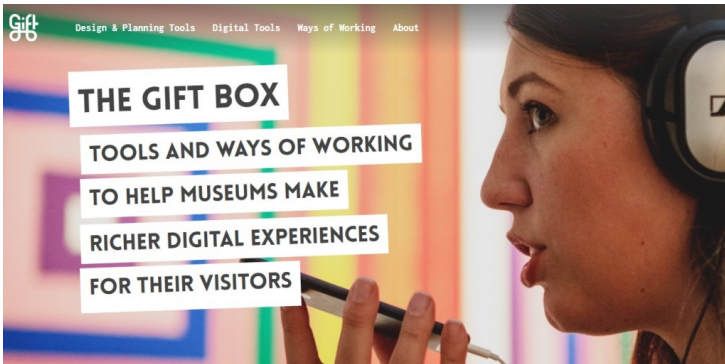 Gift
Design & Planning Tools Digital Tools Ways of Working About
THE GIFT BOX
TOOLS AND WAYS OF WORKING
TO HELP MUSEUMS MAKE
RICHER DIGITAL EXPERIENCES
FOR THEIR VISITORS